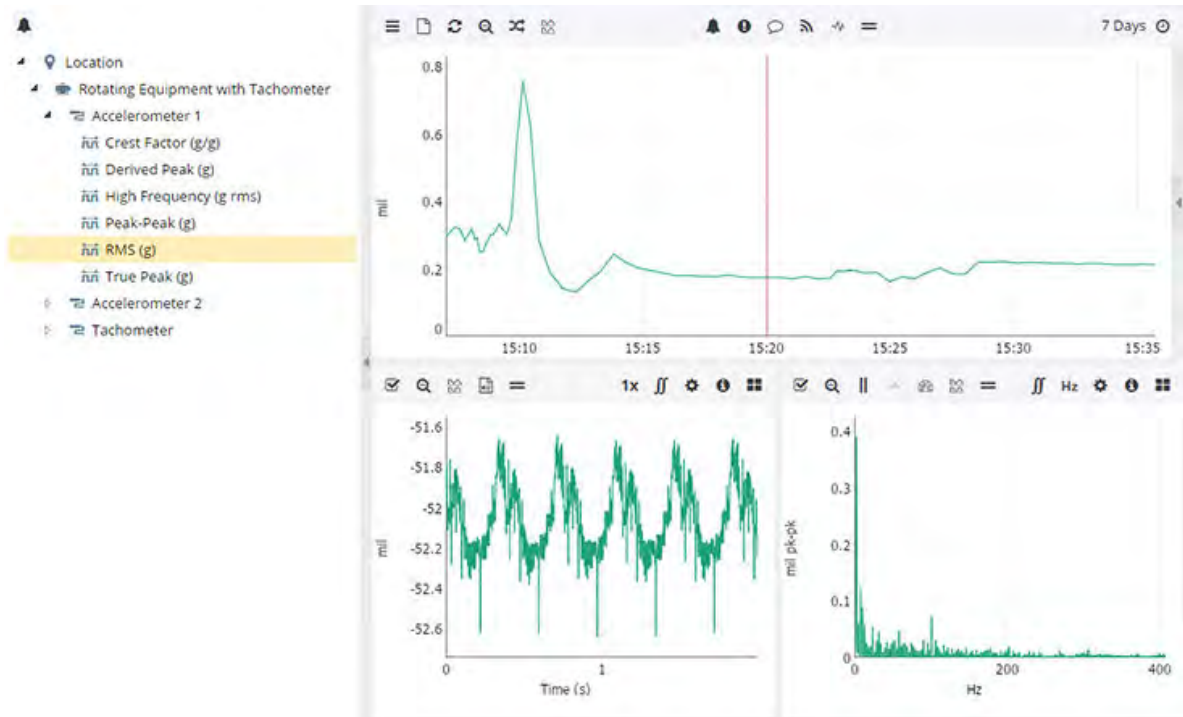 Location
Rotating Equipment with Tachometer
Accelerometer 1
Crest Factor (g/g)
Derived Peak (g)
High Frequency (g rms)
Peak-Peak (g)
RMS (g)
True Peak (g)
Accelerometer 2
Tachometer
7 Days
0.8
0.6
0.4
0.2
0
mil
15:10 15:15 15:20 15:25 15:30 15:35
1x
-51.6
-51.8
-52
-52.2
-52.4
-52.6
mil
0 1
Time (s)
Hz
0.4
0.3
0.2
0.1
0
mil pk-pk
0 200 400
Hz